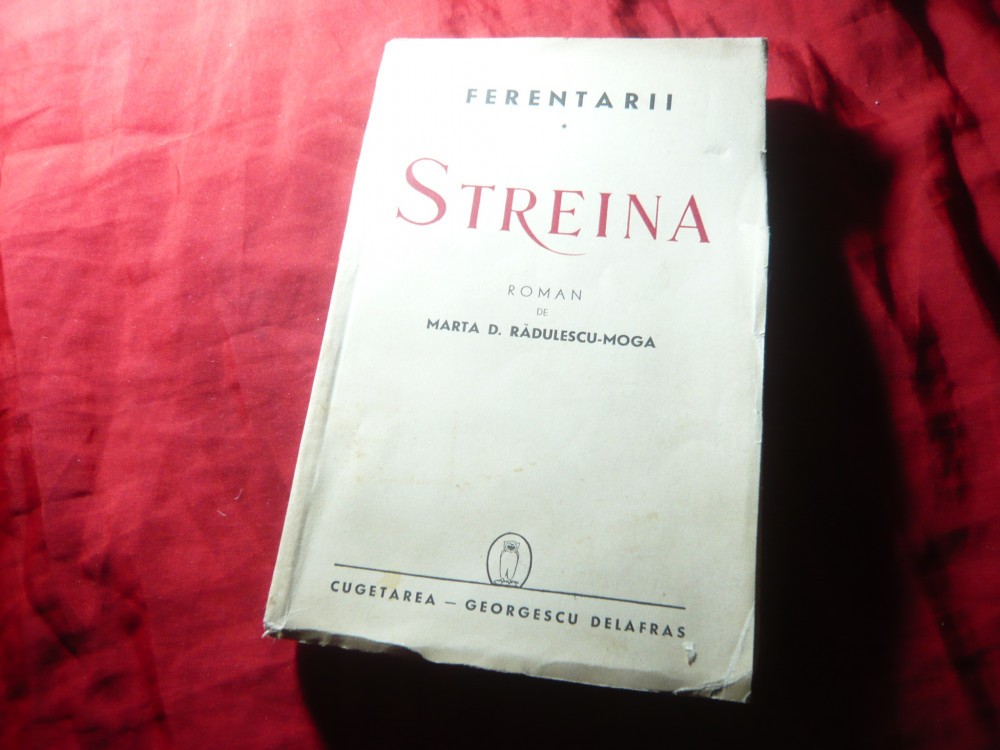 FERENTARII
*
STREINA
ROMAN
DE
MARTA D. RĂDULESCU-MOGA
CUGETAREA — GEORGESCU DELAFRAS